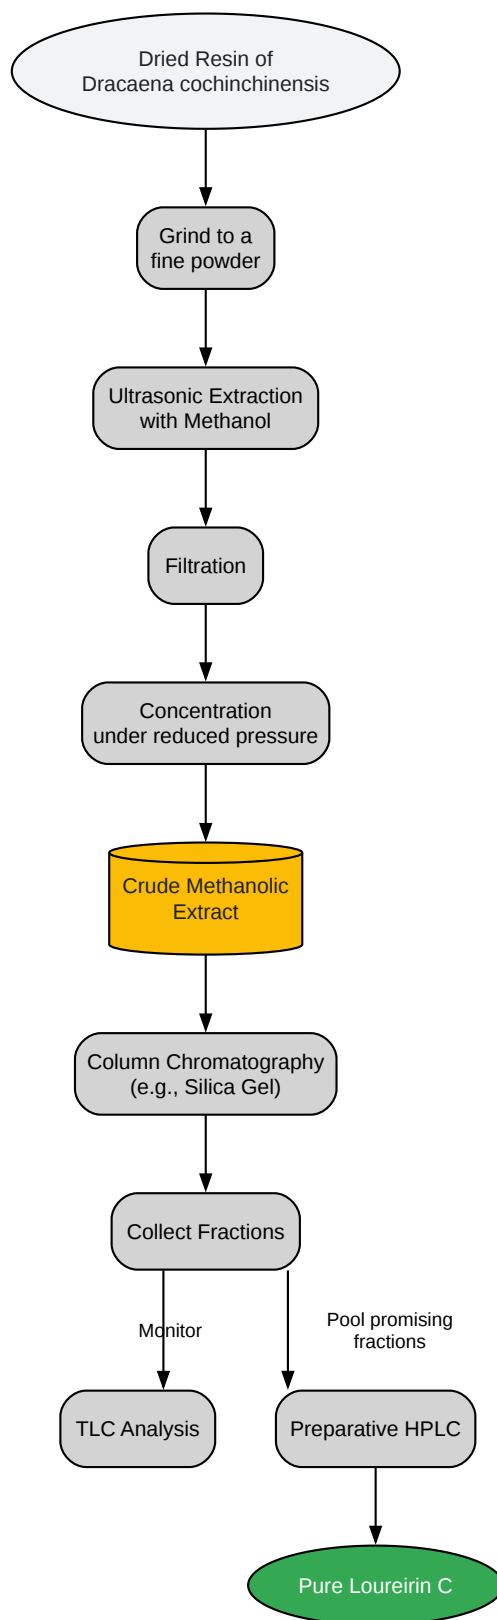 Dried Resin of
Dracaena cochinchinensis
Grind to a
fine powder
Ultrasonic Extraction
with Methanol
Filtration
Concentration
under reduced pressure
Crude Methanolic
Extract
Column Chromatography
(e.g., Silica Gel)
Collect Fractions
Monitor
Pool promising
fractions
TLC Analysis
Preparative HPLC
Pure Loureirin C